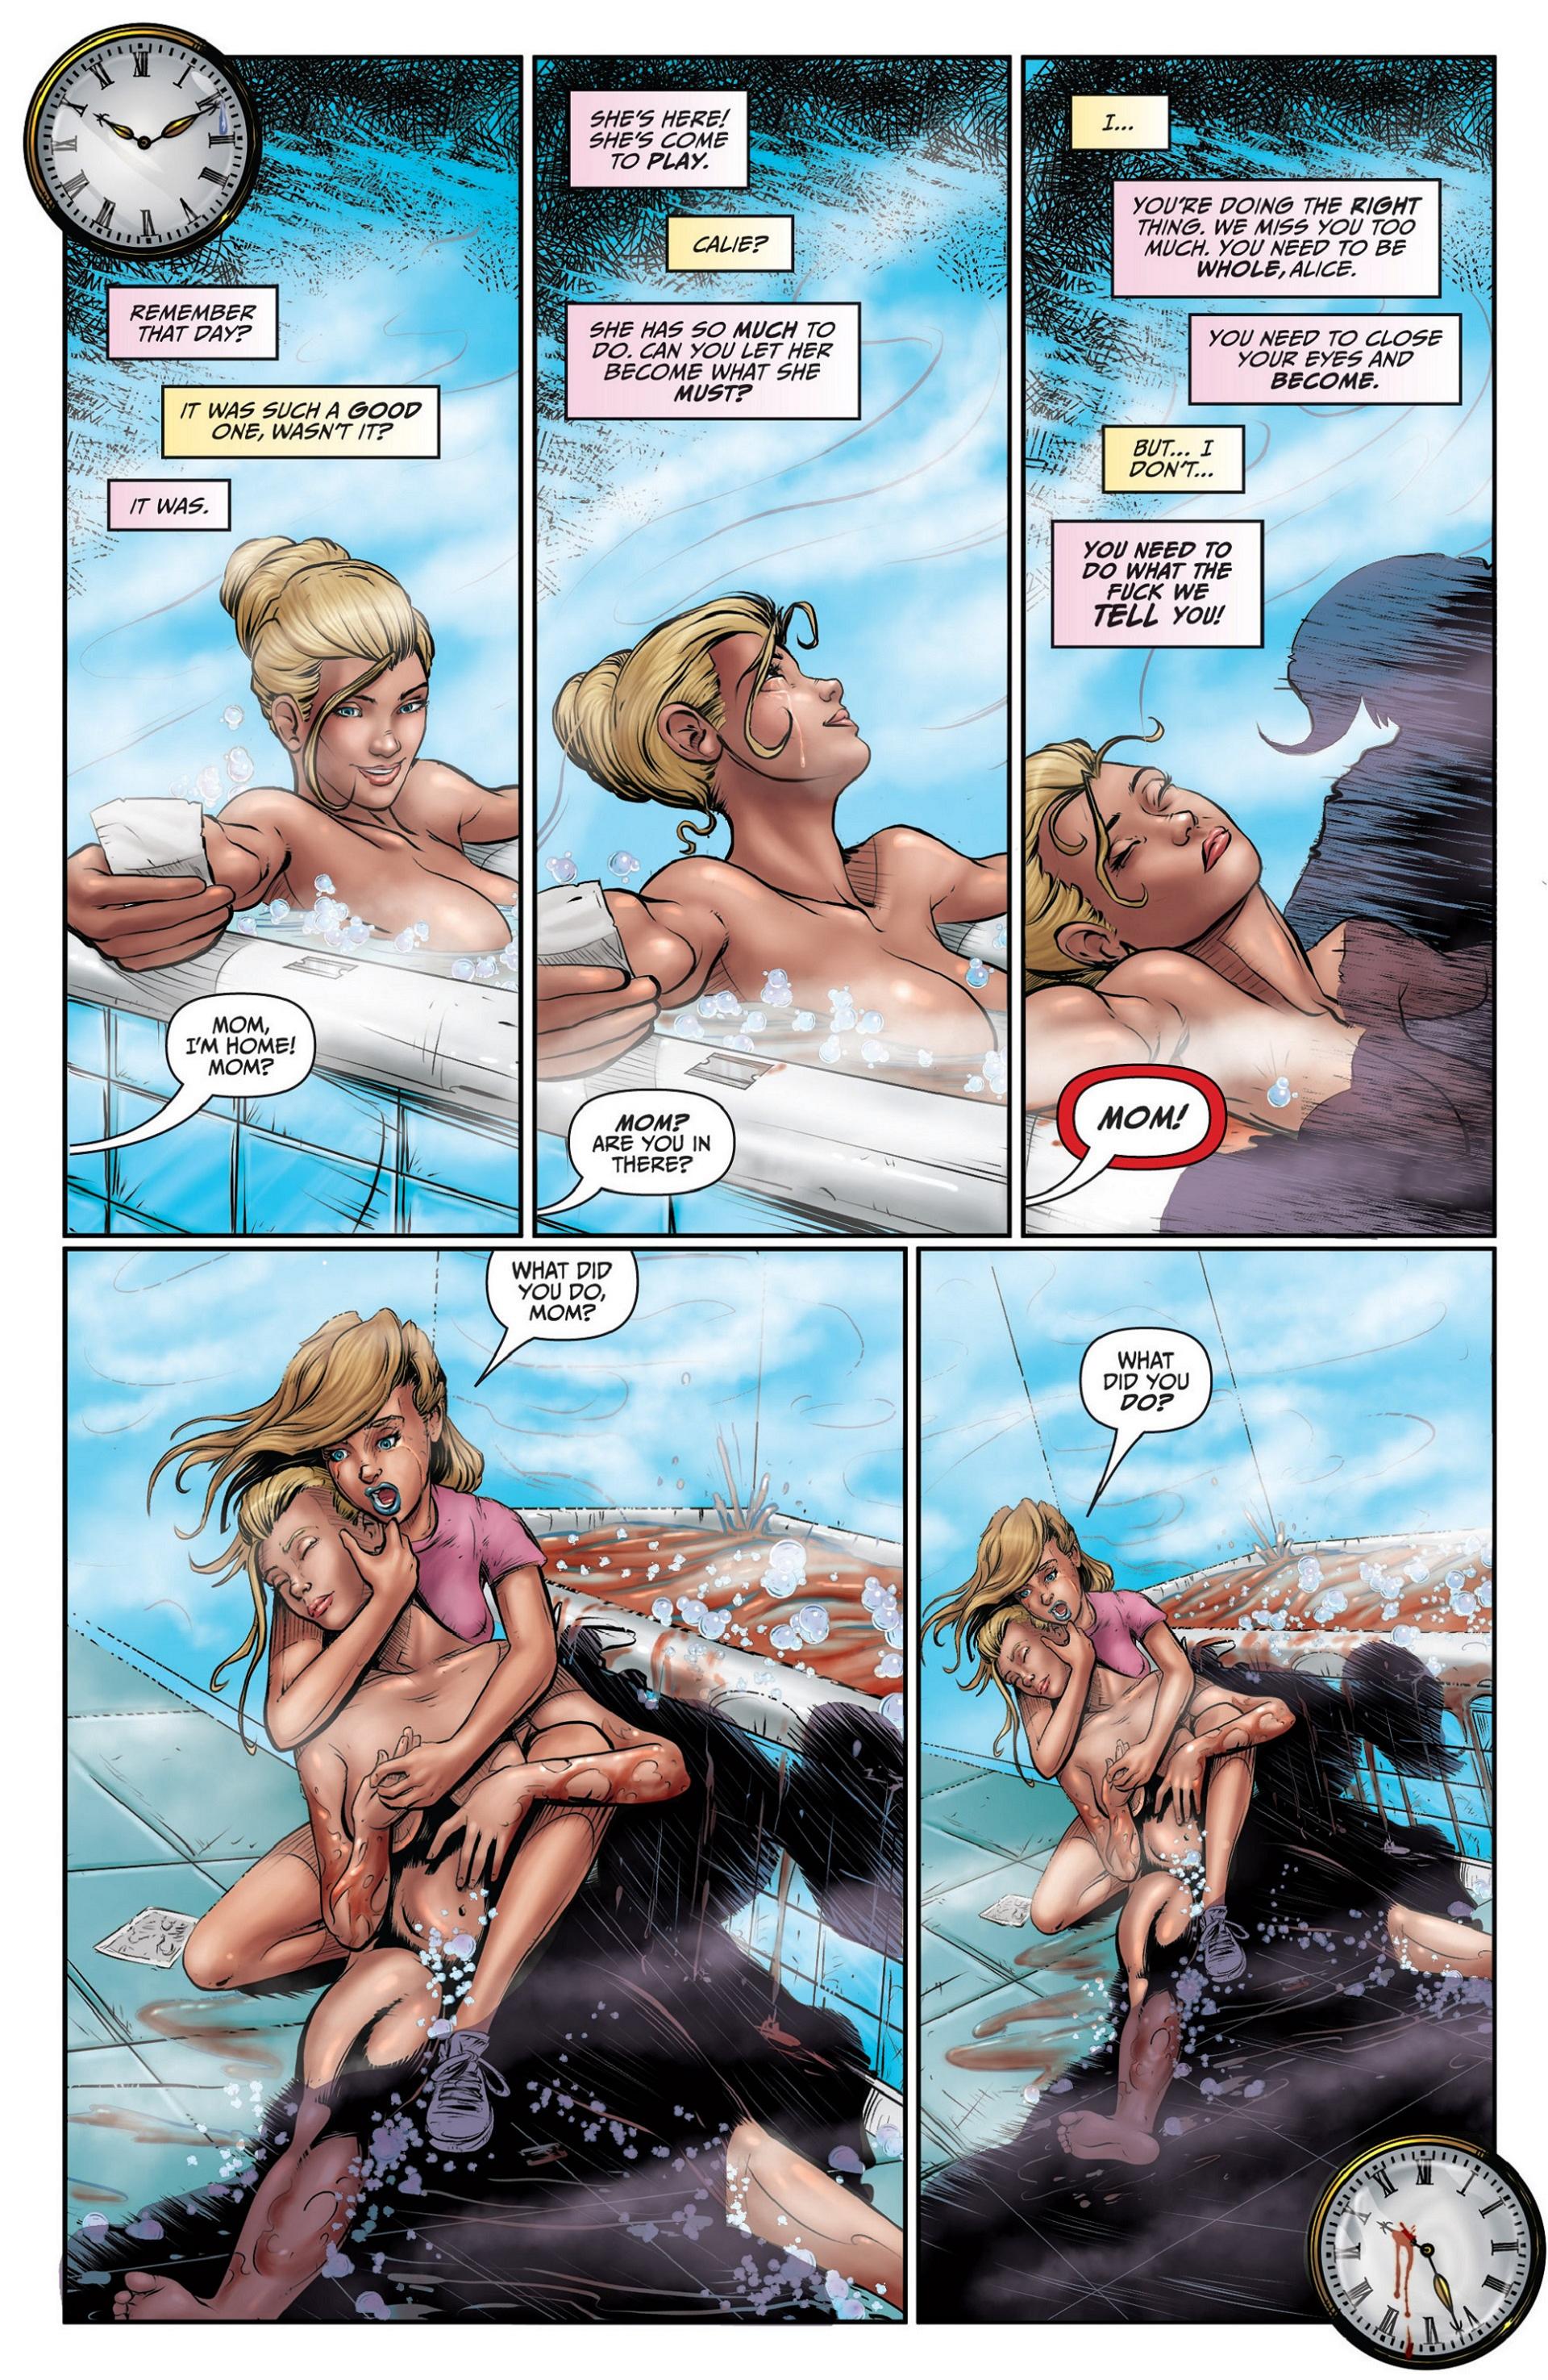 REMEMBER
THAT DAY?
IT WAS SUCH A GOOD
ONE, WASN'T IT?
IT WAS.
MOM,
I'M HOME!
MOM?
SHE'S HERE!
SHE'S COME
TO PLAY.
CALIE?
SHE HAS SO MUCH TO
DO. CAN YOU LET HER
BECOME WHAT SHE
MUST?
MOM?
ARE YOU IN
THERE?
I...
YOU'RE DOING THE RIGHT
THING. WE MISS YOU TOO
MUCH. YOU NEED TO BE
WHOLE, ALICE.
YOU NEED TO CLOSE
YOUR EYES AND
BECOME.
BUT... I
DON'T...
YOU NEED TO
DO WHAT THE
FUCK WE
TELL YOU!
MOM!
WHAT DID
YOU DO,
MOM?
WHAT
DID YOU
DO?